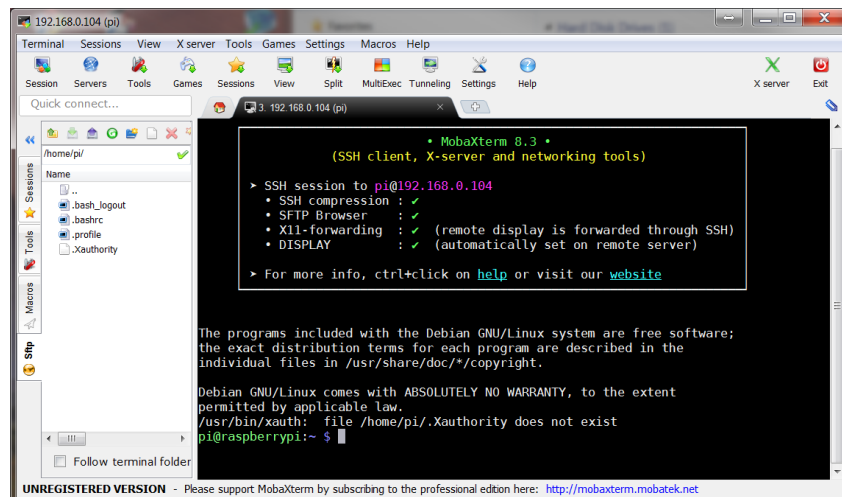 192.168.0.104 (pi)
Terminal Sessions View X server Tools Games Settings Macros Help
Session Servers Tools Games Sessions View Split MultiExec Tunneling Settings Help X server Exit
Quick connect...
3. 192.168.0.104 (pi)
/home/pi/
Name
..
.bash_logout
.bashrc
.profile
.Xauthority
Sessions
Tools
Macros
Sftp
Follow terminal folder
• MobaXterm 8.3 •
(SSH client, X-server and networking tools)
➤ SSH session to pi@192.168.0.104
• SSH compression : ✔
• SFTP Browser : ✔
• X11-forwarding : ✔ (remote display is forwarded through SSH)
• DISPLAY : ✔ (automatically set on remote server)
➤ For more info, ctrl+click on help or visit our website
The programs included with the Debian GNU/Linux system are free software;
the exact distribution terms for each program are described in the
individual files in /usr/share/doc/*/copyright.
Debian GNU/Linux comes with ABSOLUTELY NO WARRANTY, to the extent
permitted by applicable law.
/usr/bin/xauth: file /home/pi/.Xauthority does not exist
pi@raspberrypi:~ $
UNREGISTERED VERSION - Please support MobaXterm by subscribing to the professional edition here: http://mobaxterm.mobatek.net